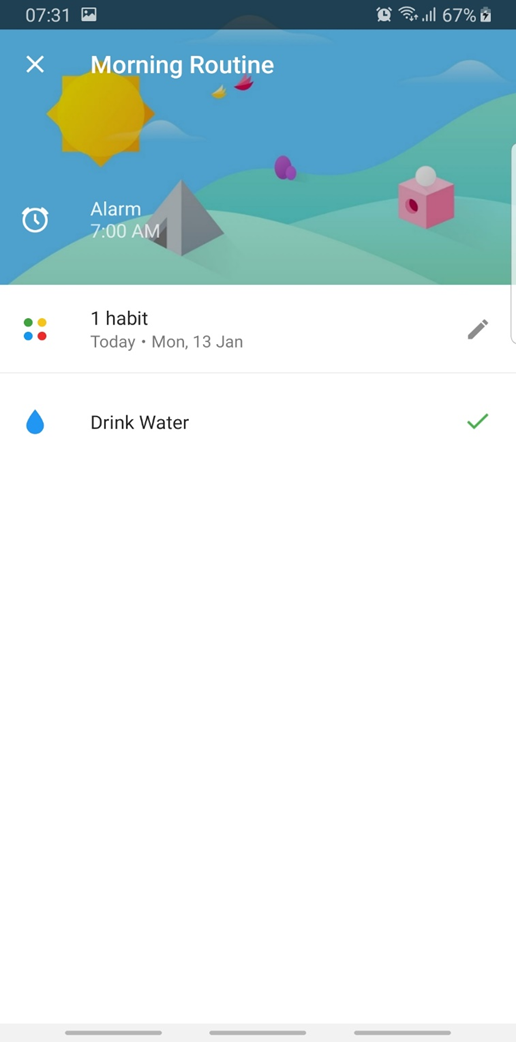 07:31 67%
Morning Routine
Alarm
7:00 AM
1 habit
Today • Mon, 13 Jan
Drink Water